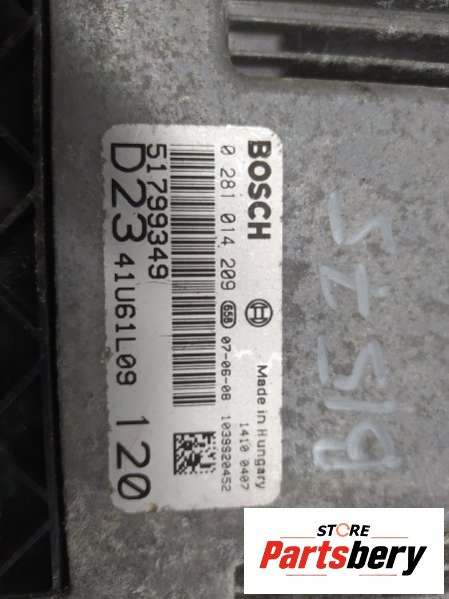 BOSCH
0 281 014 209
658 07-06-08
1039S20452
Made in Hungary
1410 0407
51799349
D23 41U61L09 120
STORE
Partsbery